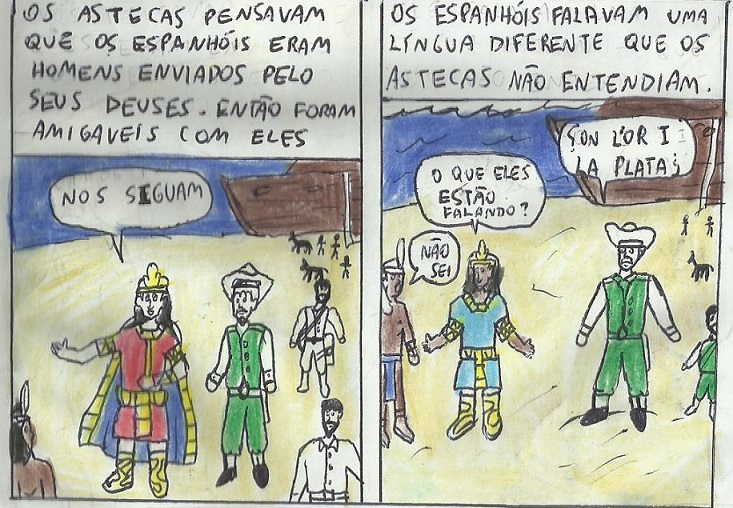 OS ASTECAS PENSAVAM
QUE OS ESPANHÓIS ERAM
HOMENS ENVIADOS PELO
SEUS DEUSES. ENTÃO FORAM
AMIGAVEIS COM ELES
NOS SIGUAM
OS ESPANHÓIS FALAVAM UMA
LÍNGUA DIFERENTE QUE OS
ASTECAS NÃO ENTENDIAM.
O QUE ELES
ESTÃO
FALANDO?
NÃO
SEI
¿ON L'OR I
LA PLATA?